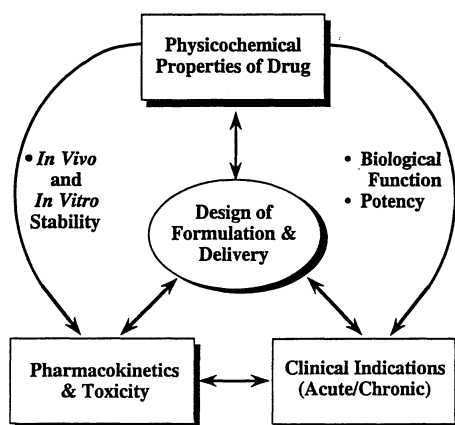 Physicochemical
Properties of Drug
• In Vivo
and
In Vitro
Stability
• Biological
Function
• Potency
Design of
Formulation &
Delivery
Pharmacokinetics
& Toxicity
Clinical Indications
(Acute/Chronic)